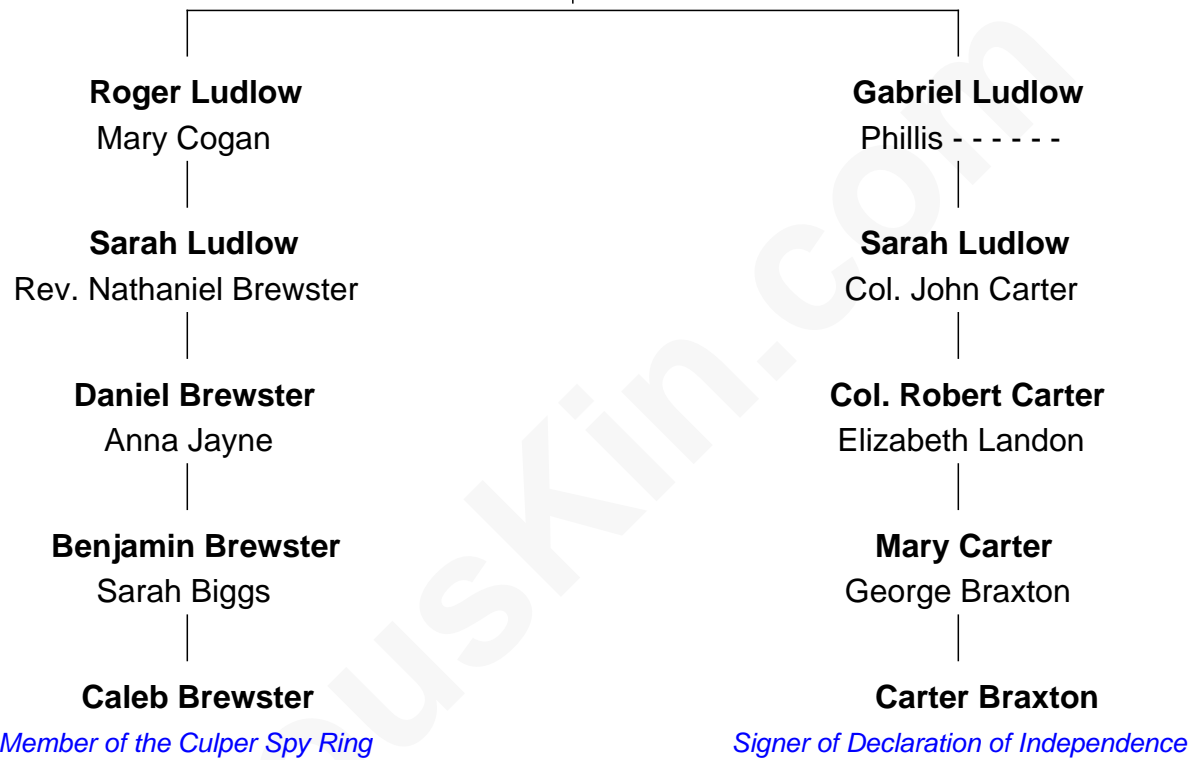 Roger Ludlow
Mary Cogan
Sarah Ludlow
Rev. Nathaniel Brewster
Daniel Brewster
Anna Jayne
Benjamin Brewster
Sarah Biggs
Caleb Brewster
Member of the Culper Spy Ring
Gabriel Ludlow
Phillis - - - - - -
Sarah Ludlow
Col. John Carter
Col. Robert Carter
Elizabeth Landon
Mary Carter
George Braxton
Carter Braxton
Signer of Declaration of Independence
ousKin.com